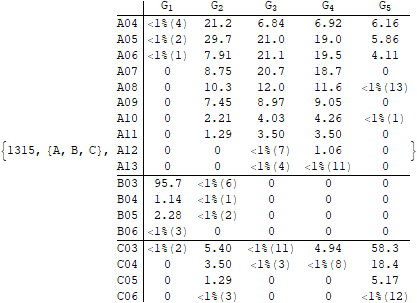 G1 G2 G3 G4 G5
A04 <1%(4) 21.2 6.84 6.92 6.16
A05 <1%(2) 29.7 21.0 19.0 5.86
A06 <1%(1) 7.91 21.1 19.5 4.11
A07 0 8.75 20.7 18.7 0
A08 0 10.3 12.0 11.6 <1%(13)
A09 0 7.45 8.97 9.05 0
A10 0 2.21 4.03 4.26 <1%(1)
A11 0 1.29 3.50 3.50 0
{1315, {A, B, C}, A12 0 0 <1%(7) 1.06 0 }
A13 0 0 <1%(4) <1%(11) 0
B03 95.7 <1%(6) 0 0 0
B04 1.14 <1%(1) 0 0 0
B05 2.28 <1%(2) 0 0 0
B06 <1%(3) 0 0 0 0
C03 <1%(2) 5.40 <1%(11) 4.94 58.3
C04 0 3.50 <1%(3) <1%(8) 18.4
C05 0 1.29 0 0 5.17
C06 0 <1%(3) 0 0 <1%(12)